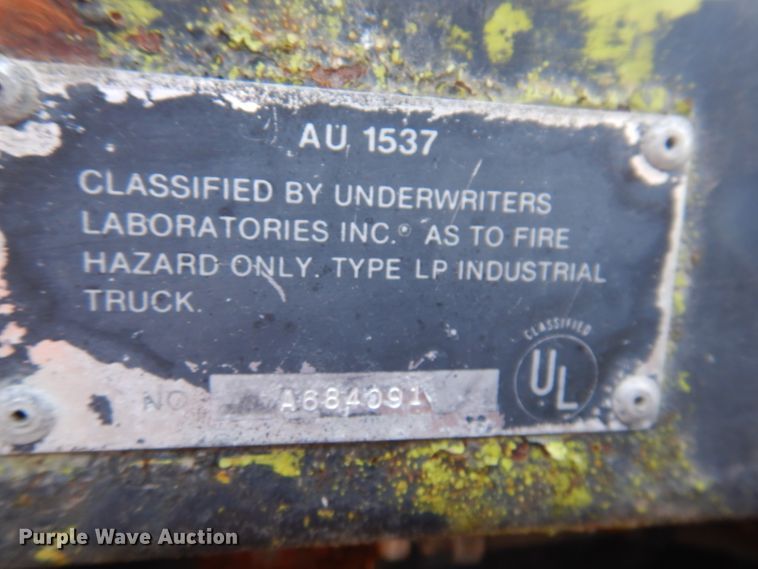 AU 1537
CLASSIFIED BY UNDERWRITERS
LABORATORIES INC.® AS TO FIRE
HAZARD ONLY. TYPE LP INDUSTRIAL
TRUCK.
CLASSIFIED
UL
NO. A684091
Purple Wave Auction